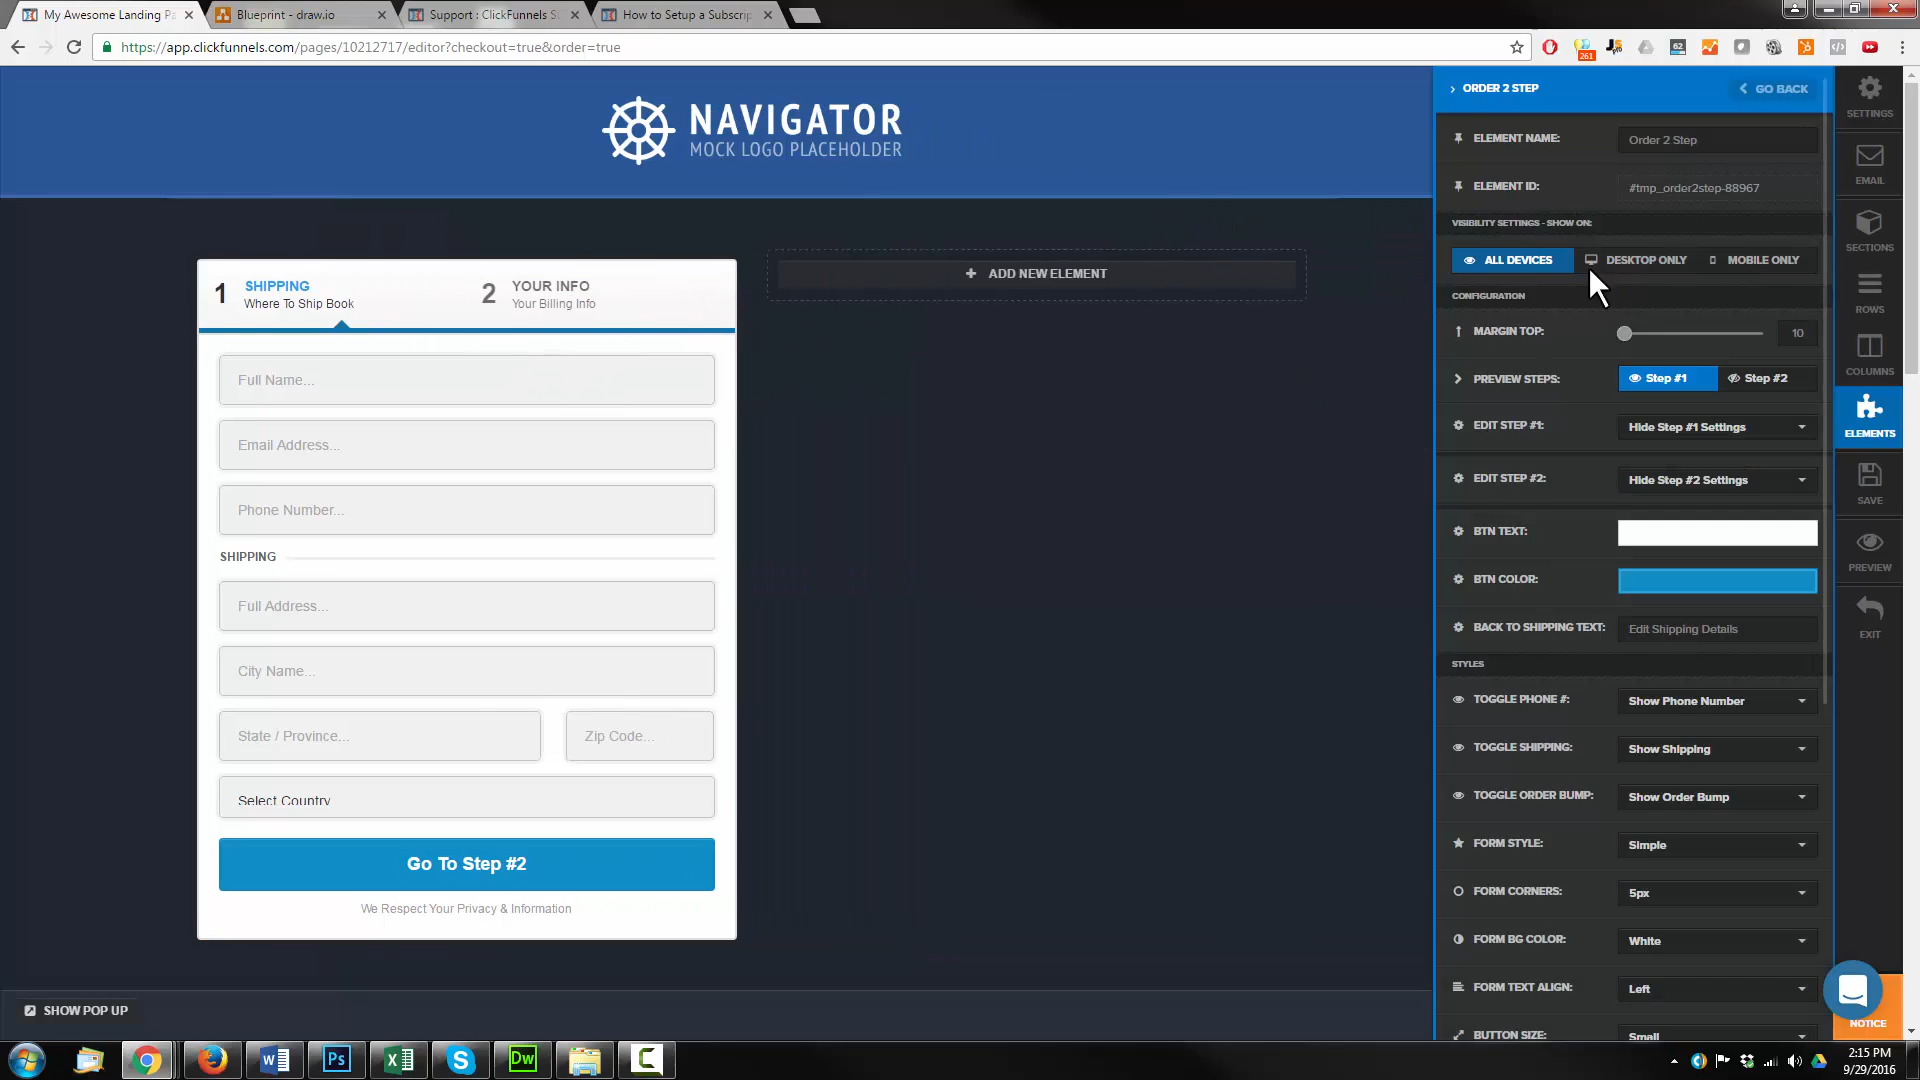 My Awesome Landing Pa
Blueprint - draw.io
Support : ClickFunnels S
How to Setup a Subscrip
https://app.clickfunnels.com/pages/10212717/editor?checkout=true&order=true
261
62
NAVIGATOR
MOCK LOGO PLACEHOLDER
1
SHIPPING
Where To Ship Book
2
YOUR INFO
Your Billing Info
Full Name...
Email Address...
Phone Number...
SHIPPING
Full Address...
City Name...
State / Province...
Zip Code...
Select Country
Go To Step #2
We Respect Your Privacy & Information
ADD NEW ELEMENT
SHOW POP UP
ORDER 2 STEP
GO BACK
ELEMENT NAME:
Order 2 Step
ELEMENT ID:
#tmp_order2step-88967
VISIBILITY SETTINGS - SHOW ON:
ALL DEVICES
DESKTOP ONLY
MOBILE ONLY
CONFIGURATION
MARGIN TOP:
10
PREVIEW STEPS:
Step #1
Step #2
EDIT STEP #1:
Hide Step #1 Settings
EDIT STEP #2:
Hide Step #2 Settings
BTN TEXT:
BTN COLOR:
BACK TO SHIPPING TEXT:
Edit Shipping Details
STYLES
TOGGLE PHONE #:
Show Phone Number
TOGGLE SHIPPING:
Show Shipping
TOGGLE ORDER BUMP:
Show Order Bump
FORM STYLE:
Simple
FORM CORNERS:
5px
FORM BG COLOR:
White
FORM TEXT ALIGN:
Left
BUTTON SIZE:
Small
SETTINGS
EMAIL
SECTIONS
ROWS
COLUMNS
ELEMENTS
SAVE
PREVIEW
EXIT
NOTICE
Ps
Dw
2:15 PM
9/29/2016